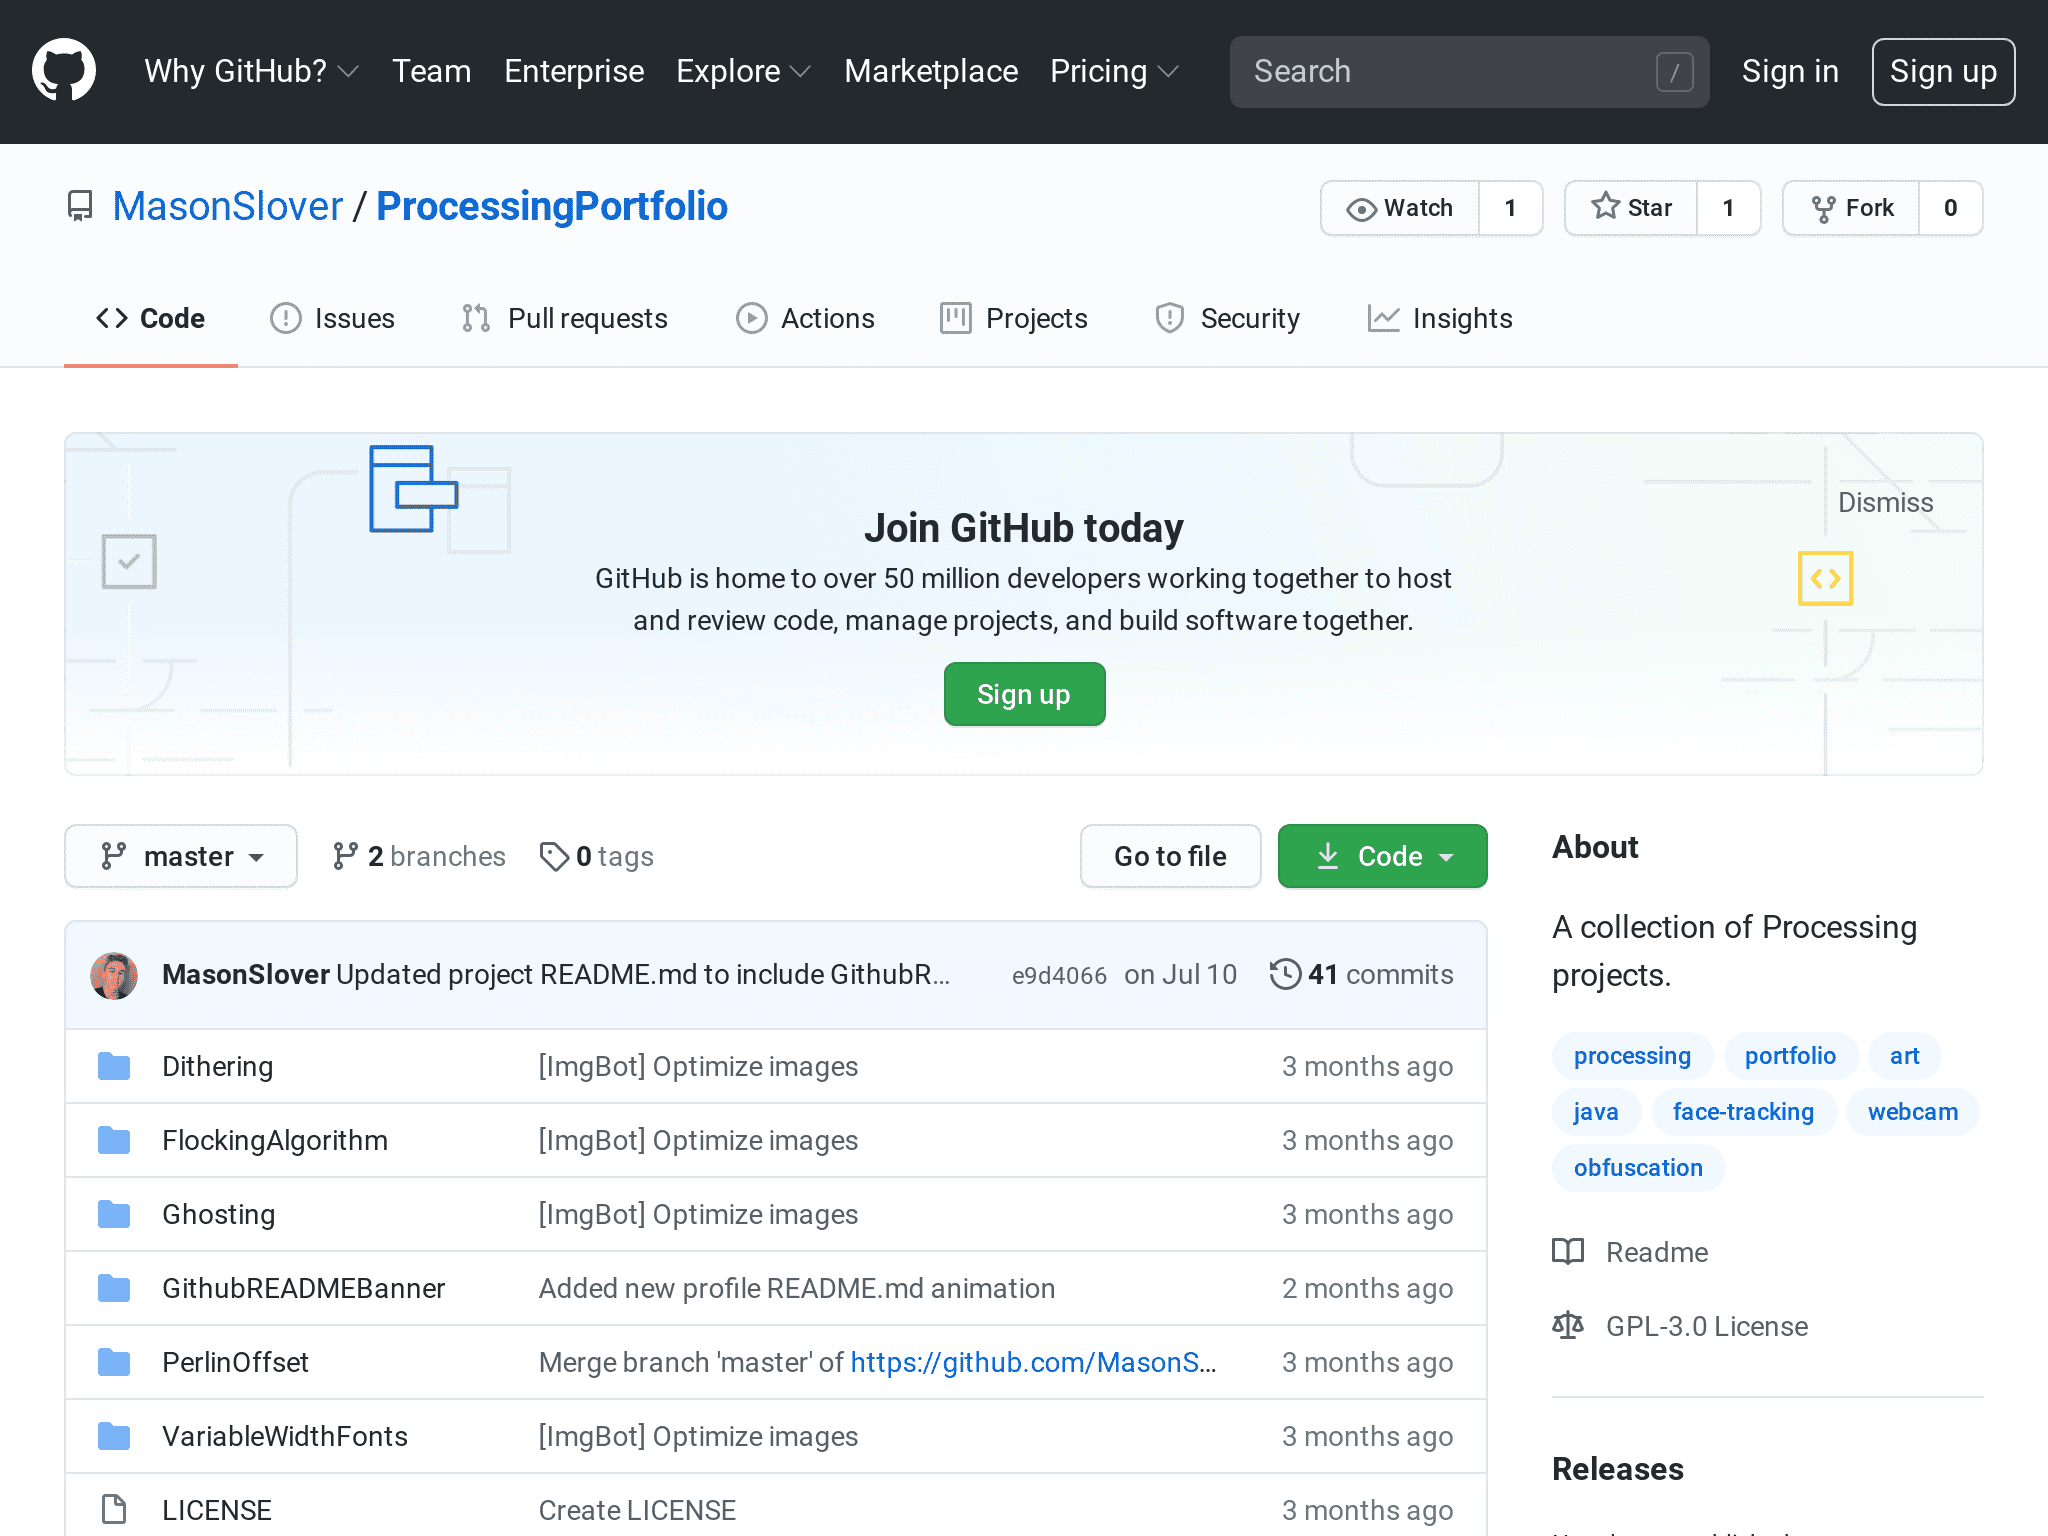 Why GitHub? Team Enterprise Explore Marketplace Pricing Search / Sign in Sign up
MasonSlover / ProcessingPortfolio Watch 1 Star 1 Fork 0
Code Issues Pull requests Actions Projects Security Insights
Dismiss
Join GitHub today
GitHub is home to over 50 million developers working together to host
and review code, manage projects, and build software together.
Sign up
master 2 branches 0 tags Go to file Code
MasonSlover Updated project README.md to include GithubR... e9d4066 on Jul 10 41 commits
Dithering [ImgBot] Optimize images 3 months ago
FlockingAlgorithm [ImgBot] Optimize images 3 months ago
Ghosting [ImgBot] Optimize images 3 months ago
GithubREADMEBanner Added new profile README.md animation 2 months ago
PerlinOffset Merge branch 'master' of https://github.com/MasonS... 3 months ago
VariableWidthFonts [ImgBot] Optimize images 3 months ago
LICENSE Create LICENSE 3 months ago
About
A collection of Processing
projects.
processing portfolio art
java face-tracking webcam
obfuscation
Readme
GPL-3.0 License
Releases